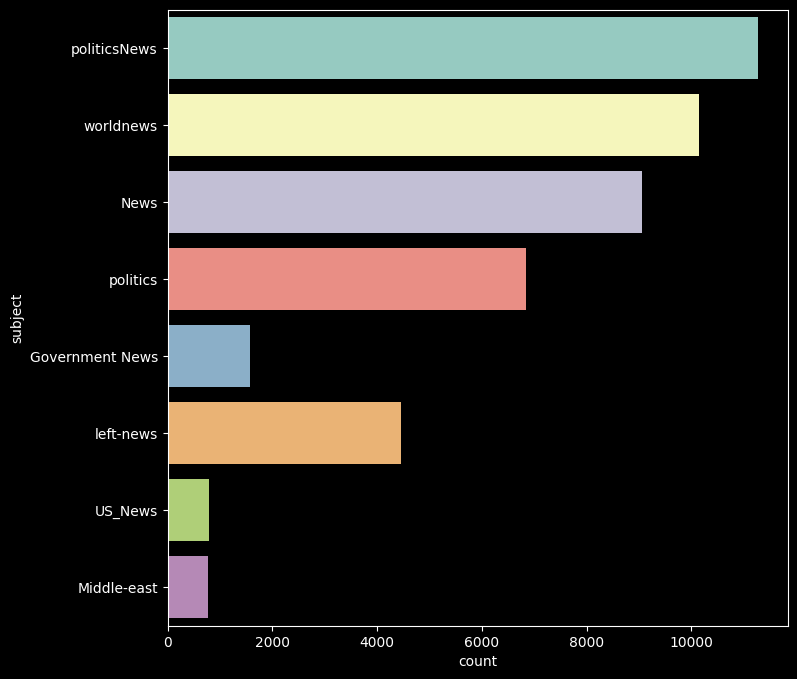 politicsNews
worldnews
News
politics
Government News
left-news
US_News
Middle-east
subject
0 2000 4000 6000 8000 10000
count